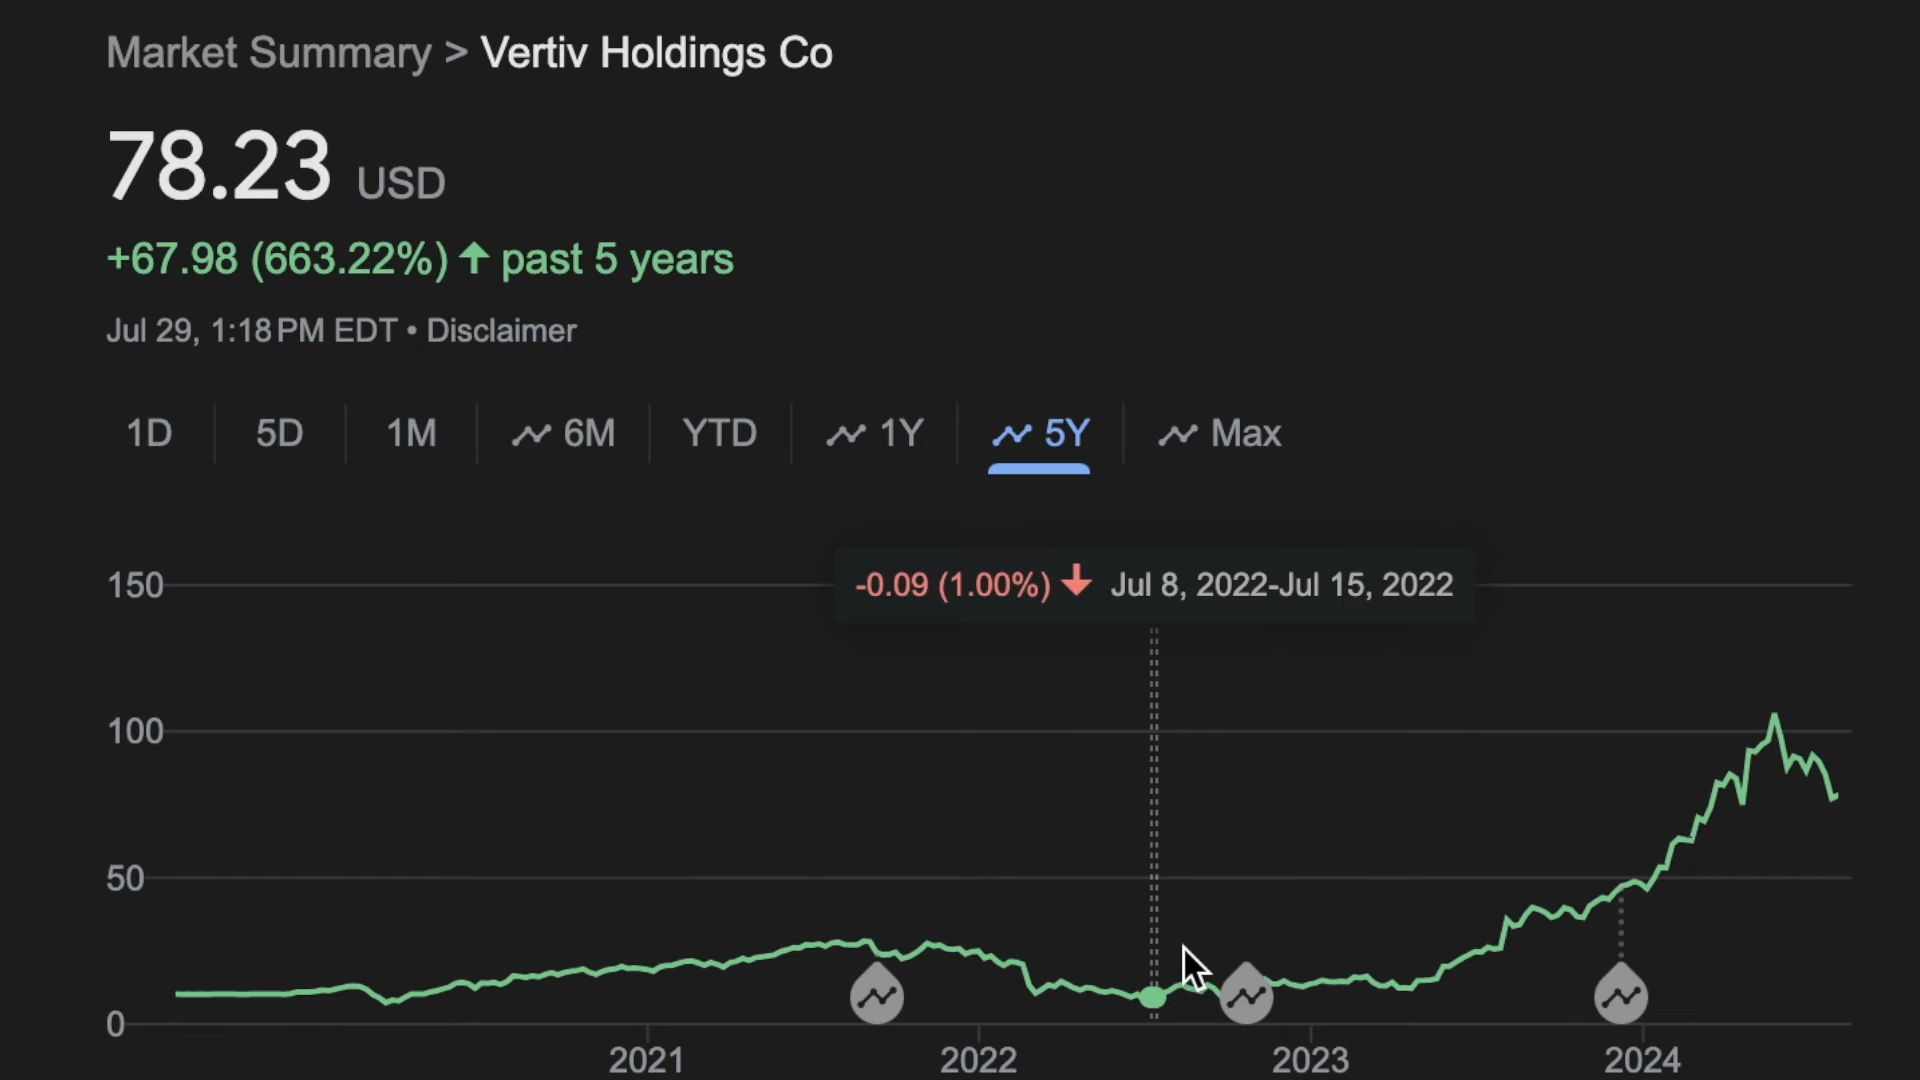 Market Summary > Vertiv Holdings Co
78.23 USD
+67.98 (663.22%) ↑ past 5 years
Jul 29, 1:18 PM EDT • Disclaimer
1D 5D 1M 6M YTD 1Y 5Y Max
-0.09 (1.00%) ↓ Jul 8, 2022-Jul 15, 2022
150
100
50
0
2021 2022 2023 2024